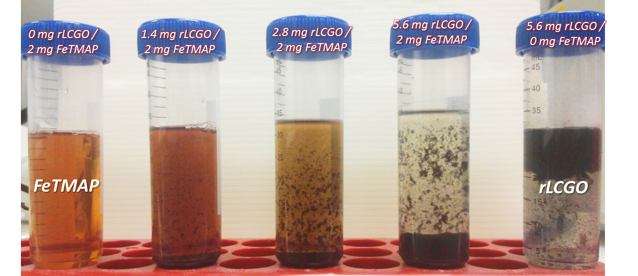 0 mg rLCGO /
2 mg FeTMAP
1.4 mg rLCGO /
2 mg FeTMAP
2.8 mg rLCGO /
2 mg FeTMAP
5.6 mg rLCGO /
2 mg FeTMAP
5.6 mg rLCGO /
0 mg FeTMAP
FeTMAP
rLCGO
40
35